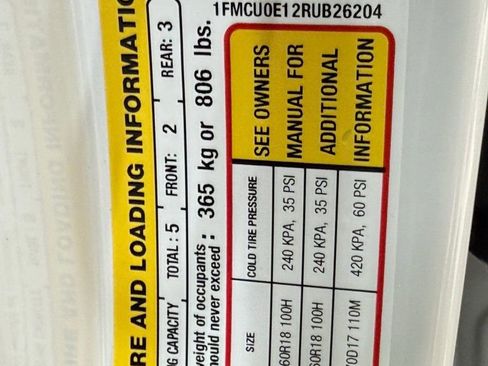 1FMCU0E12RUB26204
RE AND LOADING INFORMATIO
G CAPACITY TOTAL : 5 FRONT: 2 REAR: 3
weight of occupants
hould never exceed : 365 kg or 806 lbs.
SIZE COLD TIRE PRESSURE SEE OWNERS
60R18 100H 240 KPA, 35 PSI MANUAL FOR
60R18 100H 240 KPA, 35 PSI ADDITIONAL
70D17 110M 420 KPA, 60 PSI INFORMATION